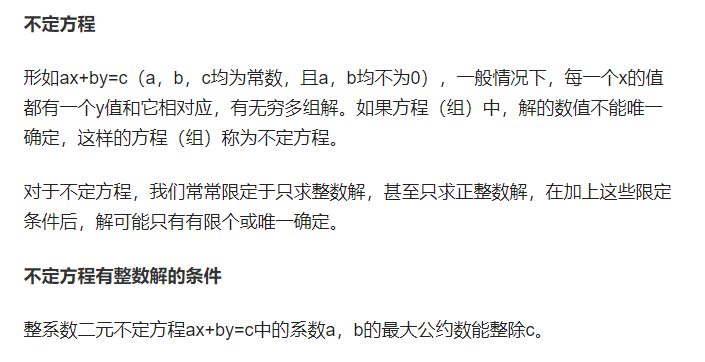 不定方程
形如ax+by=c（a，b，c均为常数，且a，b均不为0），一般情况下，每一个x的值
都有一个y值和它相对应，有无穷多组解。如果方程（组）中，解的数值不能唯一
确定，这样的方程（组）称为不定方程。
对于不定方程，我们常常限定于只求整数解，甚至只求正整数解，在加上这些限定
条件后，解可能只有有限个或唯一确定。
不定方程有整数解的条件
整系数二元不定方程ax+by=c中的系数a，b的最大公约数能整除c。